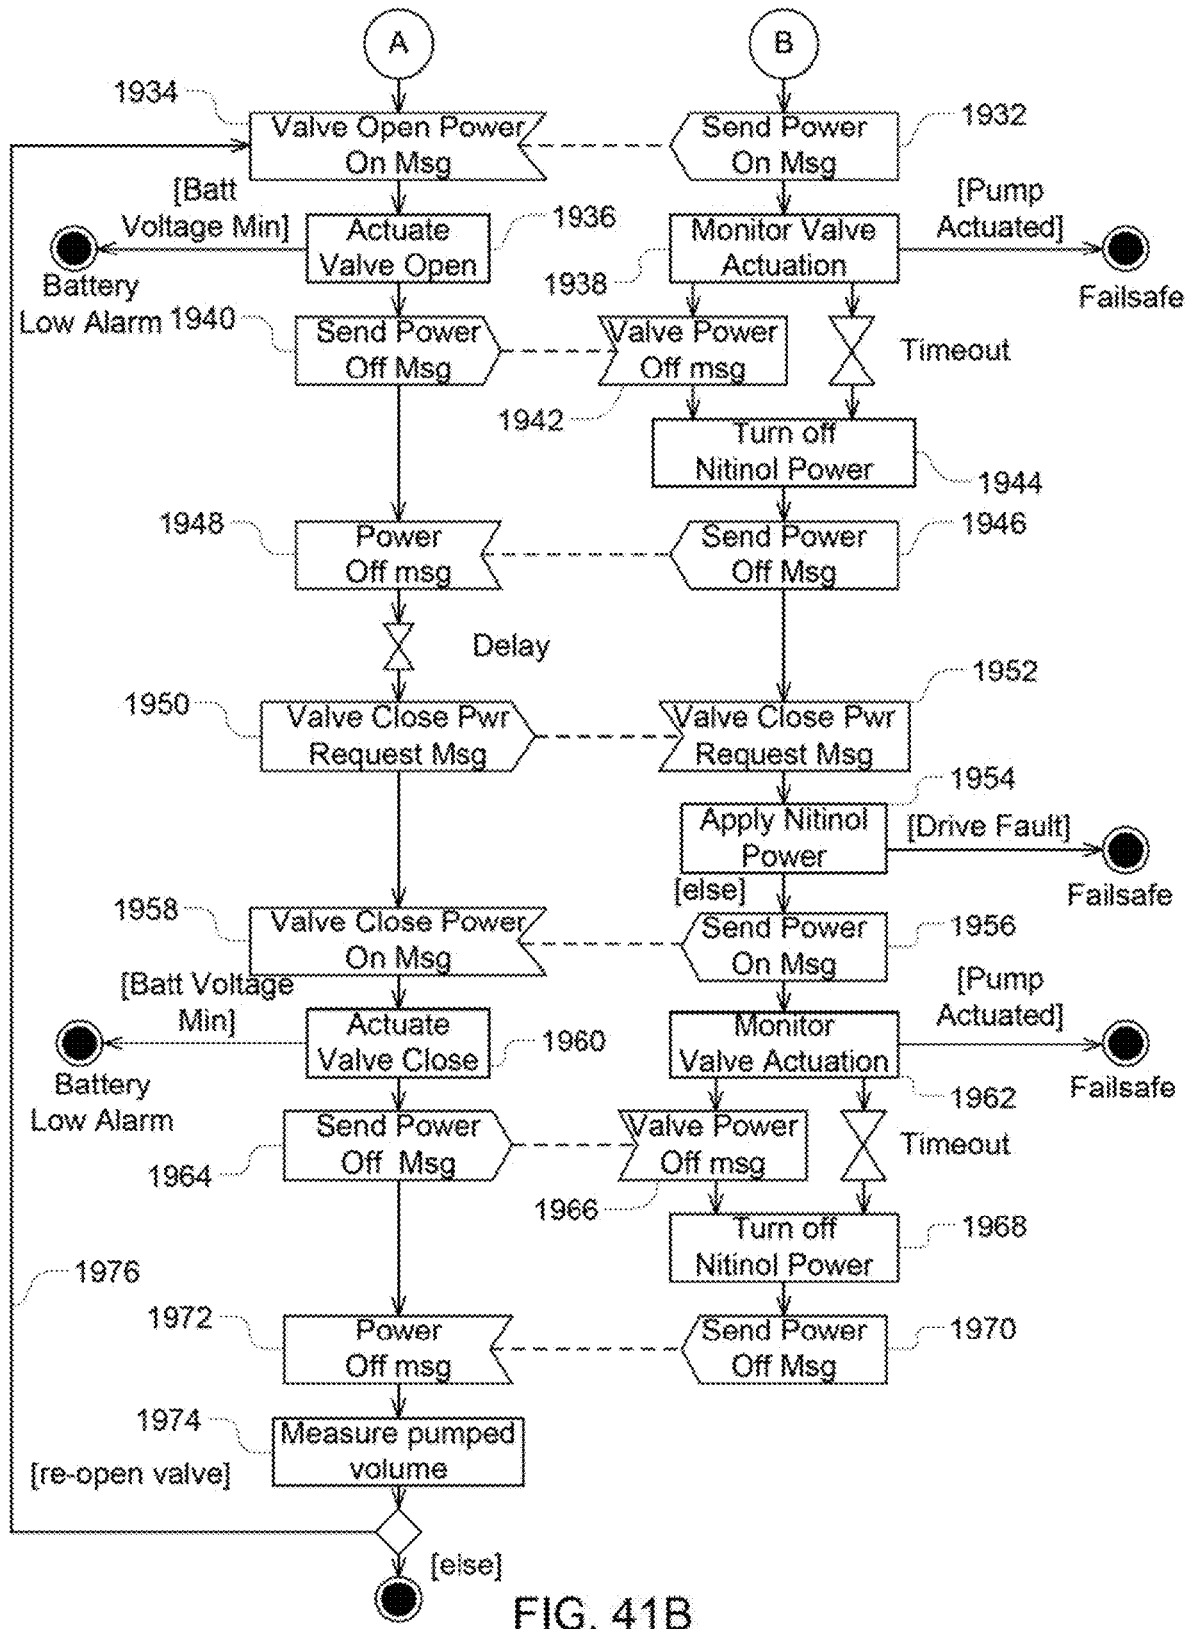 A
B
1934
Valve Open Power
On Msg
Send Power
On Msg
1932
[Batt
Voltage Min]
Actuate
Valve Open
1936
Monitor Valve
Actuation
1938
[Pump
Actuated]
Battery
Low Alarm
Failsafe
1940
Send Power
Off Msg
Valve Power
Off msg
1942
Timeout
Turn off
Nitinol Power
1944
1948
Power
Off msg
Send Power
Off Msg
1946
Delay
1950
Valve Close Pwr
Request Msg
Valve Close Pwr
Request Msg
1952
1954
Apply Nitinol
Power
[Drive Fault]
Failsafe
[else]
1958
Valve Close Power
On Msg
Send Power
On Msg
1956
[Batt Voltage
Min]
Actuate
Valve Close
1960
Monitor
Valve Actuation
1962
[Pump
Actuated]
Battery
Low Alarm
Failsafe
1964
Send Power
Off Msg
Valve Power
Off msg
1966
Timeout
Turn off
Nitinol Power
1968
1976
1972
Power
Off msg
Send Power
Off Msg
1970
1974
Measure pumped
volume
[re-open valve]
[else]
FIG. 41B